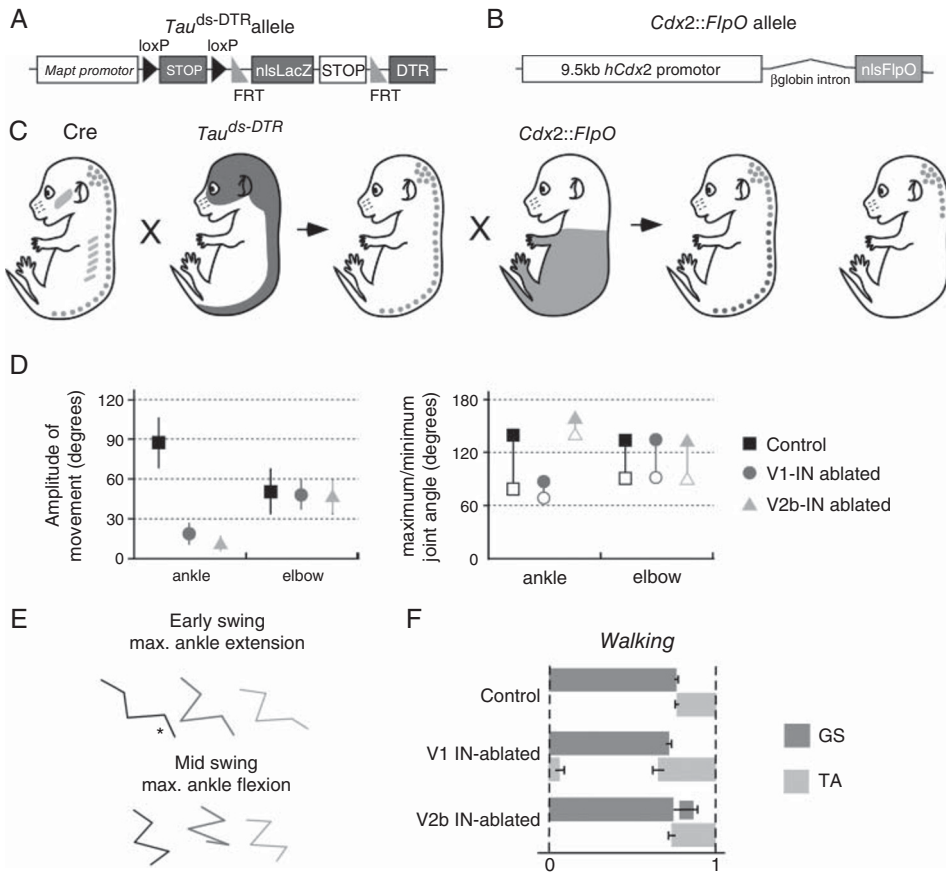 A
Tau ds-DTR allele
loxP loxP
Mapt promotor STOP nlsLacZ STOP DTR
FRT FRT
B
Cdx2::FlpO allele
9.5kb hCdx2 promotor nlsFlpO
βglobin intron
C
Cre Tau ds-DTR Cdx2::FlpO
X X
D
Amplitude of
movement (degrees)
120
90
60
30
0
ankle elbow
maximum/minimum
joint angle (degrees)
180
120
60
0
ankle elbow
Control
V1-IN ablated
V2b-IN ablated
E
Early swing
max. ankle extension
*
Mid swing
max. ankle flexion
F
Walking
Control
V1 IN-ablated
V2b IN-ablated
0 1
GS
TA